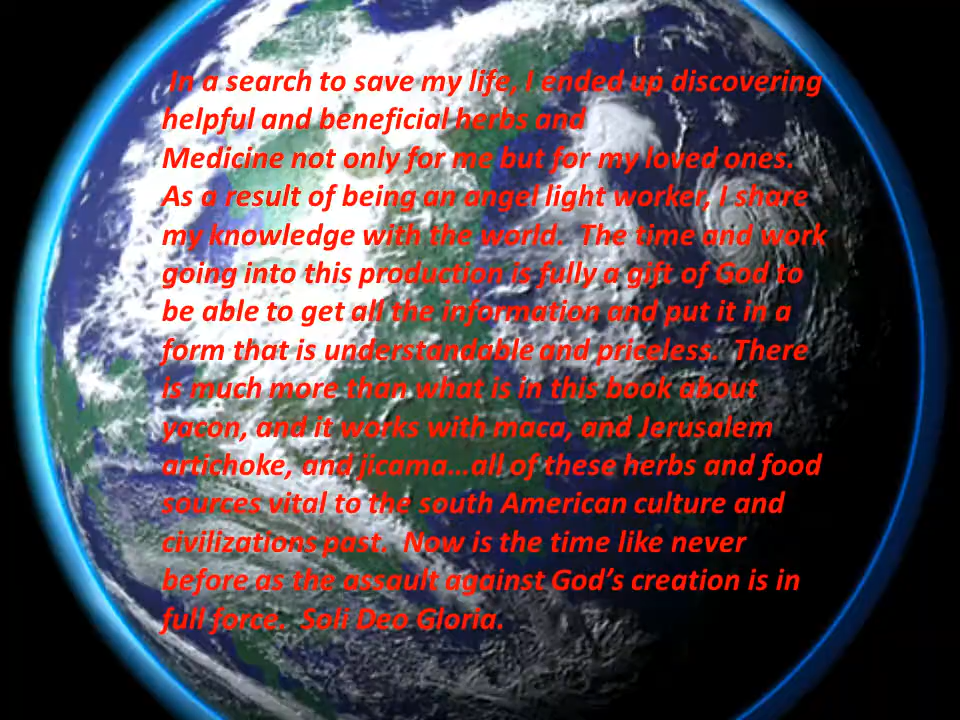 In a search to save my life, I ended up discovering
helpful and beneficial herbs and
Medicine not only for me but for my loved ones.
As a result of being an angel light worker, I share
my knowledge with the world.  The time and work
going into this production is fully a gift of God to
be able to get all the information and put it in a
form that is understandable and priceless.  There
is much more than what is in this book about
yacon, and it works with maca, and Jerusalem
artichoke, and jicama…all of these herbs and food
sources vital to the south American culture and
civilizations past.  Now is the time like never
before as the assault against God’s creation is in
full force.  Soli Deo Gloria.